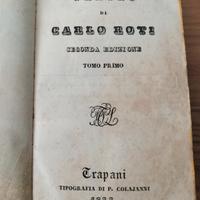 DI
CARLO ROTI
SECONDA EDIZIONE
TOMO PRIMO
Trapani
TIPOGRAFIA DI P. COLAJANNI